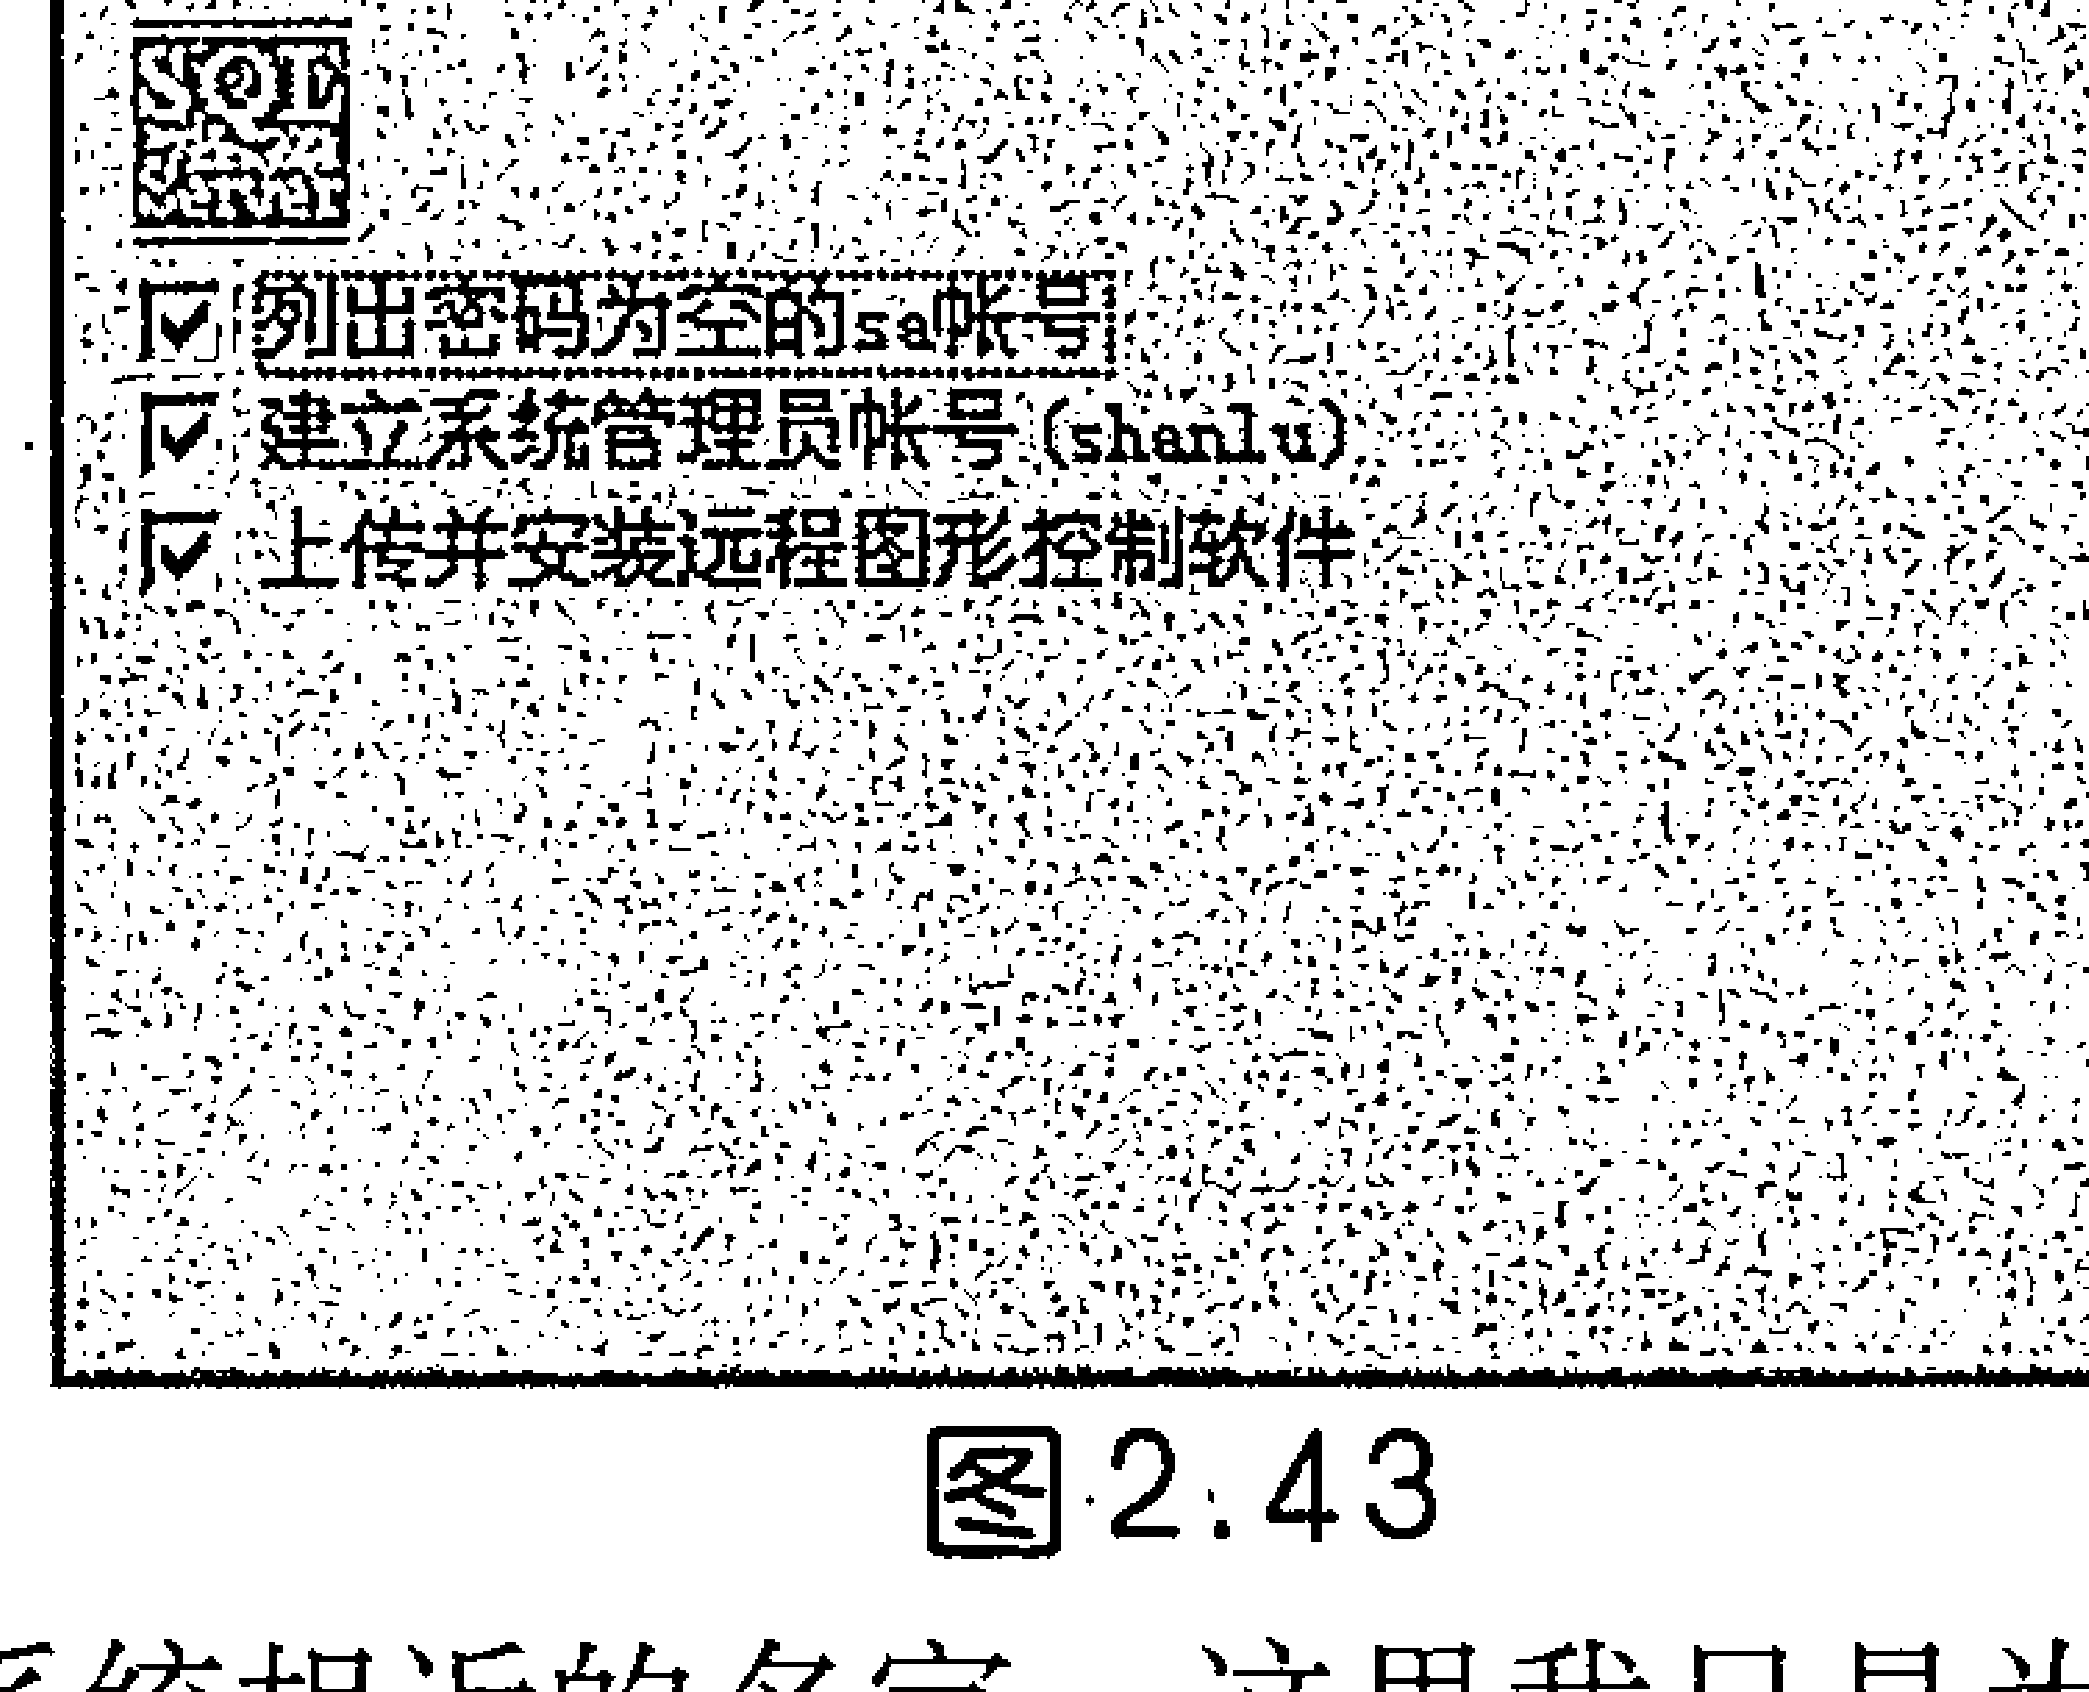 SQL
Server
列出密码为空的sa帐号
建立系统管理员帐号(shanlu)
上传并安装远程图形控制软件
图 2.43